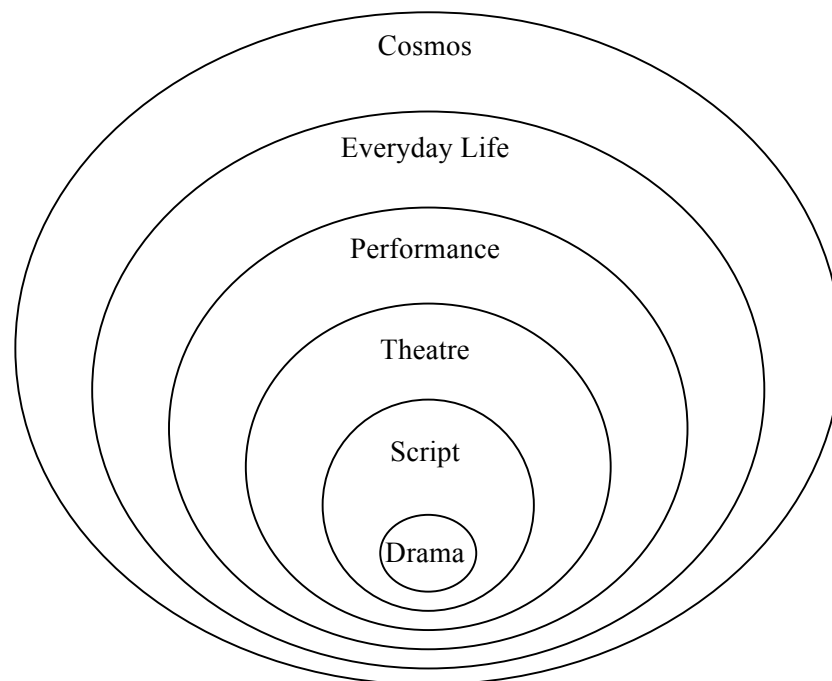 Cosmos
Everyday Life
Performance
Theatre
Script
Drama